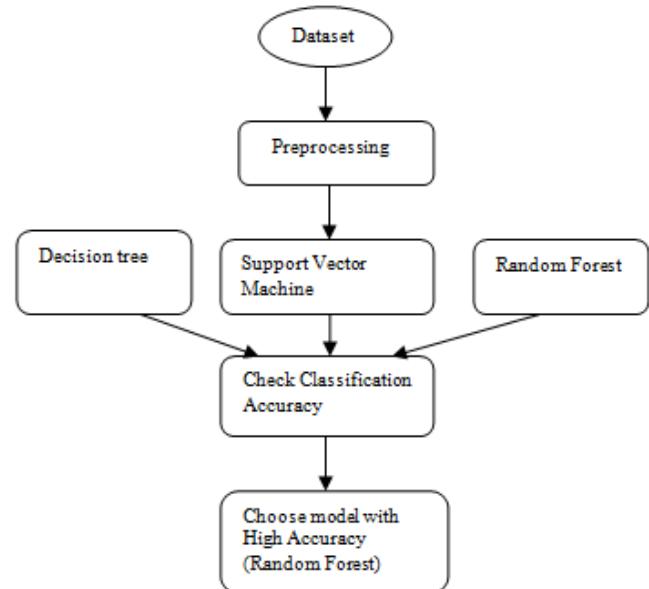 Dataset
Preprocessing
Decision tree
Support Vector
Machine
Random Forest
Check Classification
Accuracy
Choose model with
High Accuracy
(Random Forest)